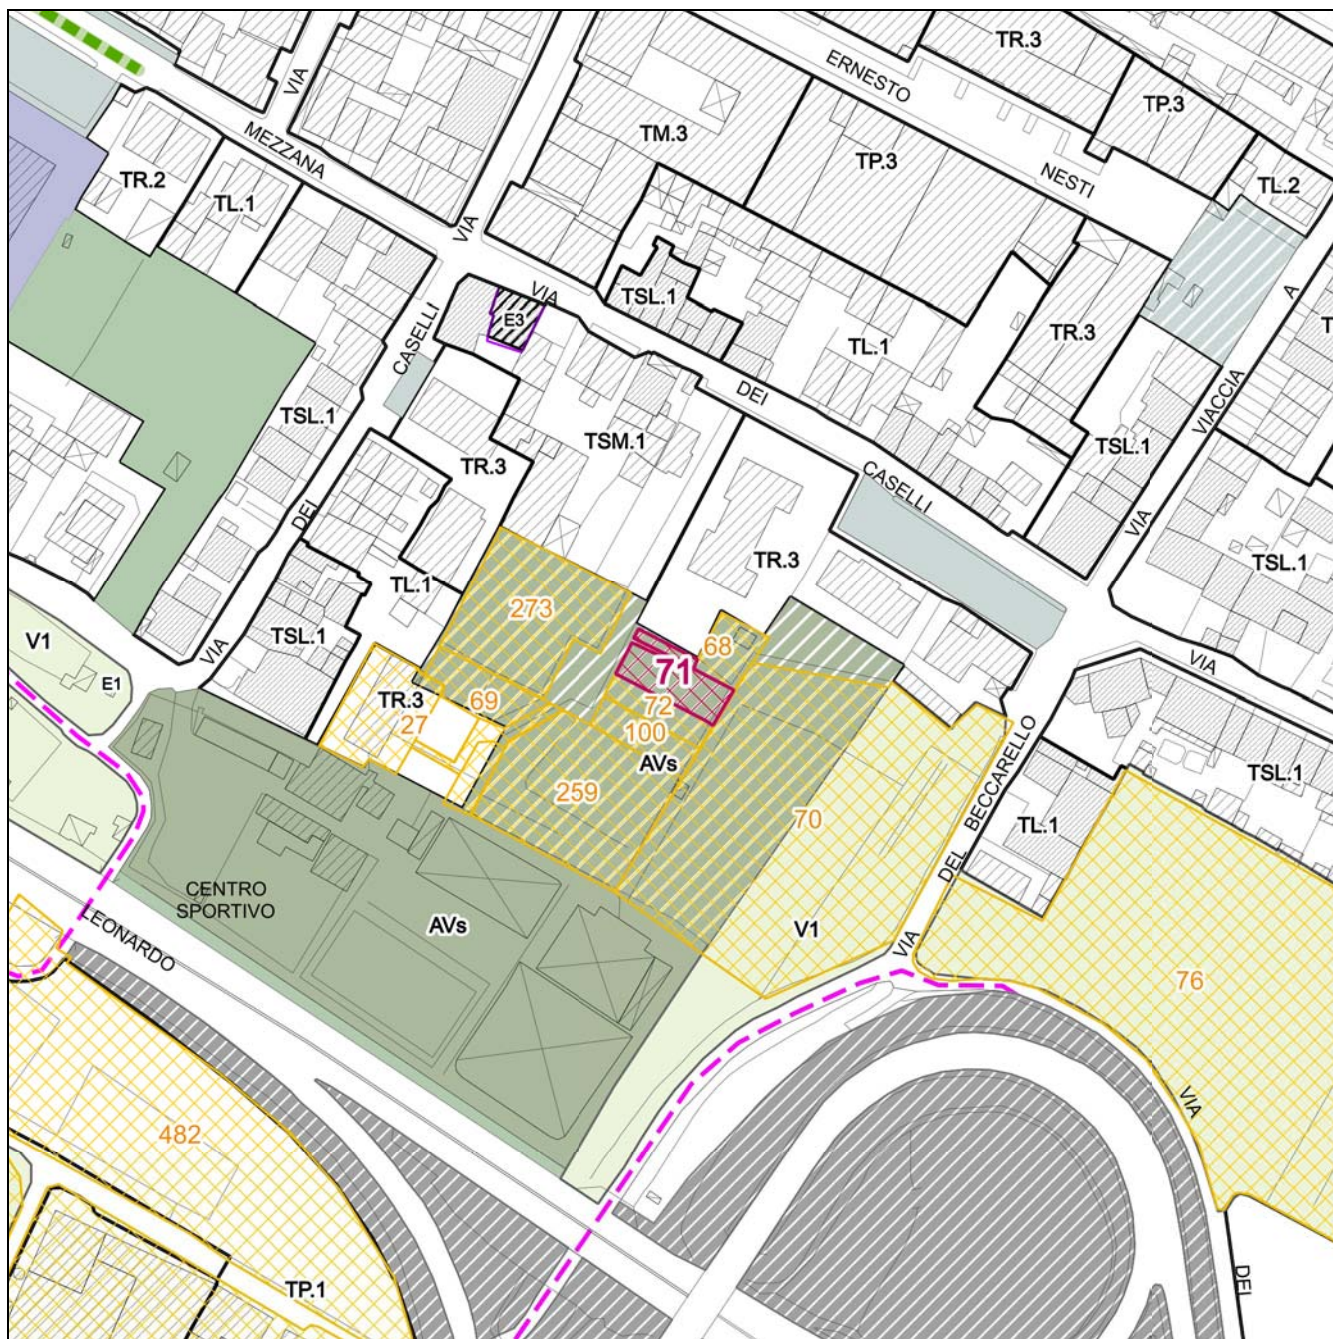 TR.3
ERNESTO
TP.3
VIA
MEZZANA
TM.3
TP.3
NESTI
TR.2
TL.1
TL.2
VIA
A
VIA
E3
TSL.1
CASELLI
TL.1
TR.3
T
DEI
VIACCIA
TSL.1
TSM.1
TR.3
TSL.1
CASELLI
VIA
DEI
273
TR.3
TSL.1
TL.1
TSL.1
V1
VIA
E1
68
71
VIA
TR.3
69
27
72
100
AVs
259
70
DEL BECCARELLO
TSL.1
TL.1
CENTRO
SPORTIVO
AVs
V1
LEONARDO
VIA
76
482
VIA
TP.1
DEI